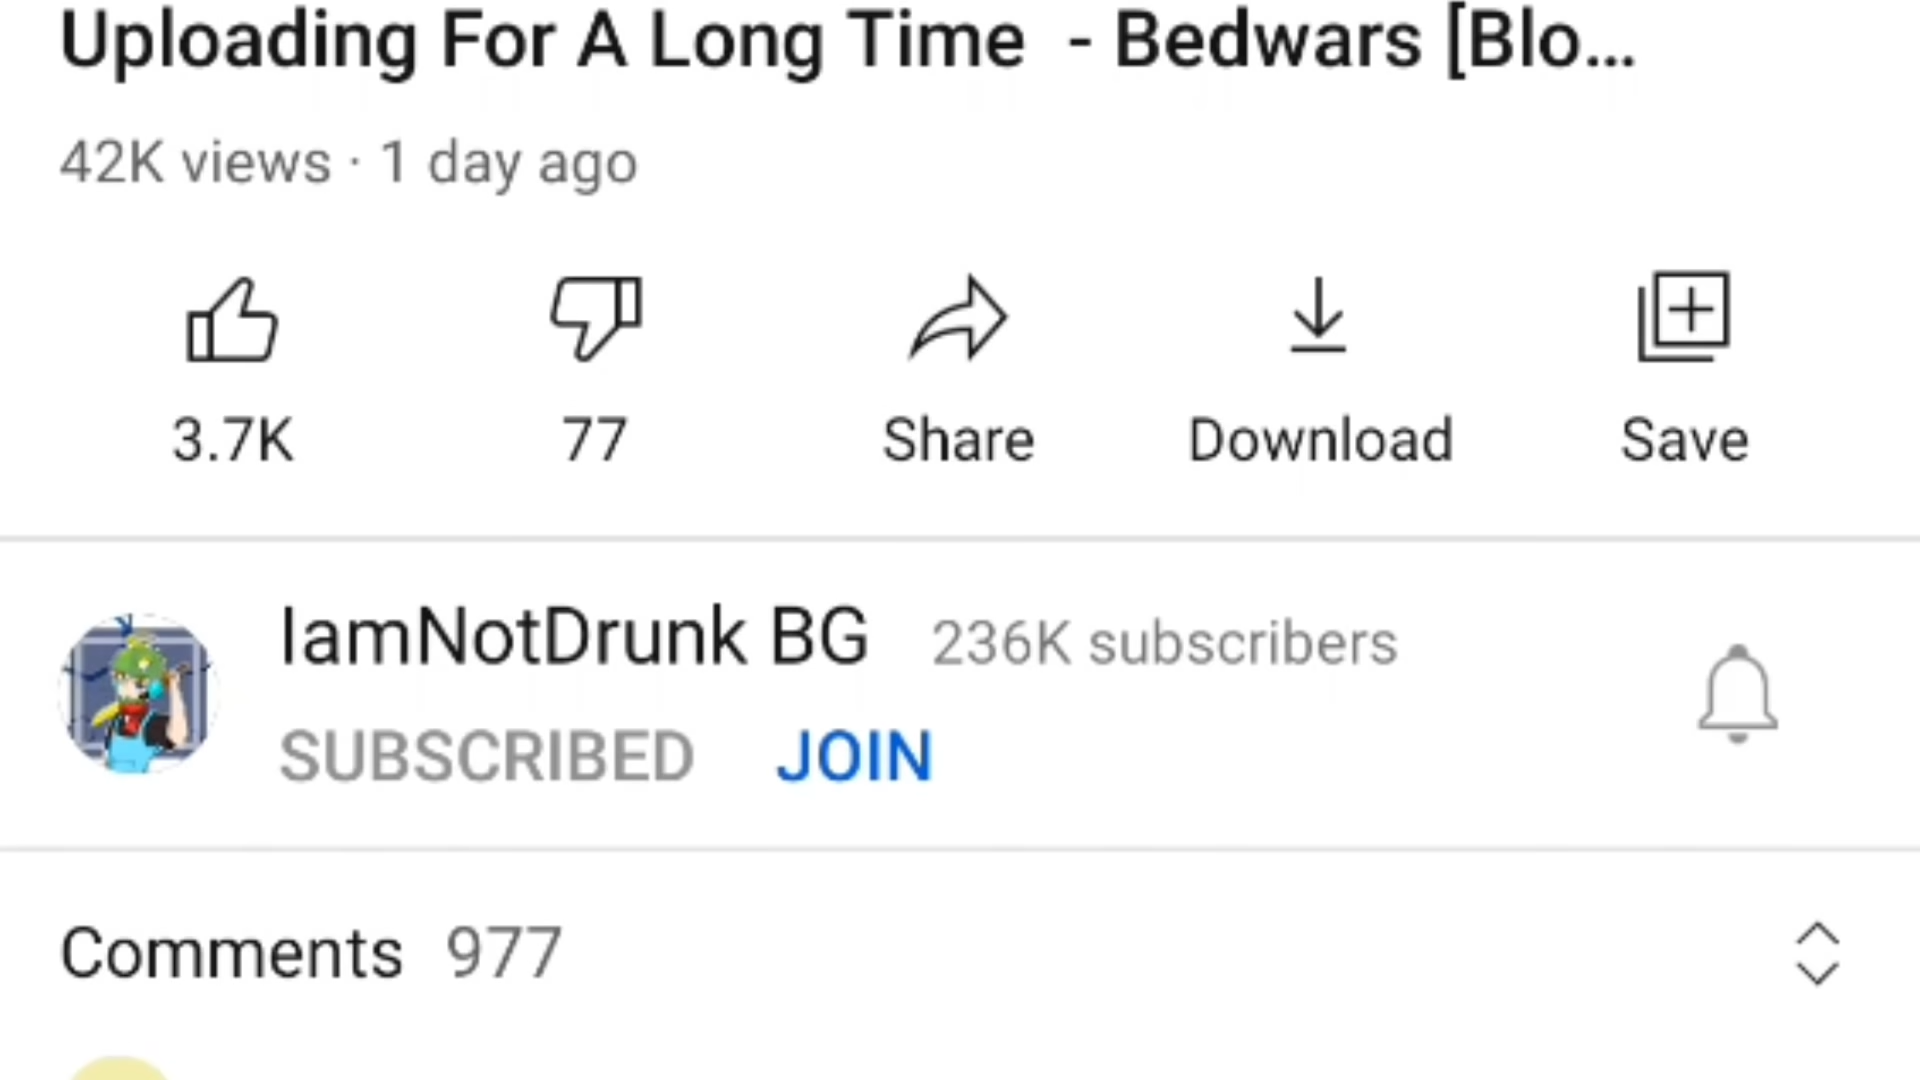 Uploading For A Long Time - Bedwars [Blo...
42K views · 1 day ago
3.7K 77 Share Download Save
IamNotDrunk BG 236K subscribers
SUBSCRIBED JOIN
Comments 977